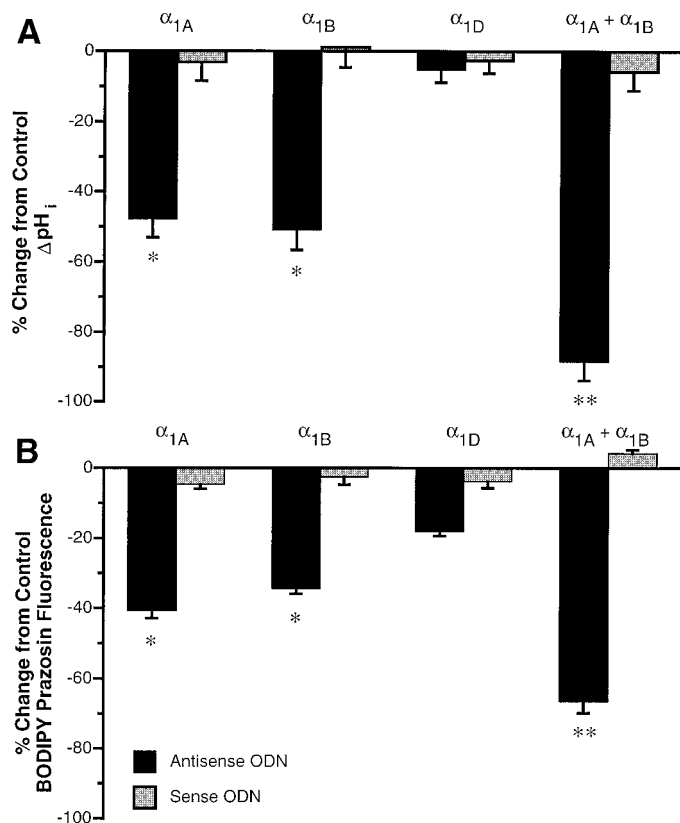 A
α1A α1B α1D α1A + α1B
% Change from Control
ΔpH i
0
-20
-40
-60
-80
-100
* * **
B
α1A α1B α1D α1A + α1B
% Change from Control
BODIPY Prazosin Fluorescence
0
-20
-40
-60
-80
-100
* * **
Antisense ODN
Sense ODN